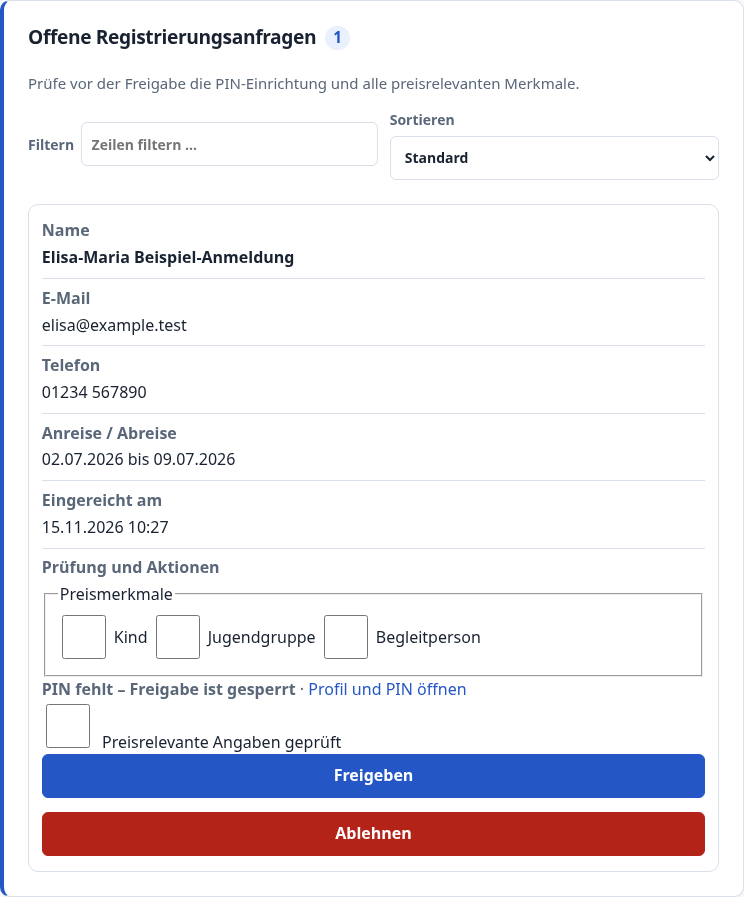 Offene Registrierungsanfragen 1
Prüfe vor der Freigabe die PIN-Einrichtung und alle preisrelevanten Merkmale.
Filtern Zeilen filtern ...
Sortieren
Standard
Name
Elisa-Maria Beispiel-Anmeldung
E-Mail
elisa@example.test
Telefon
01234 567890
Anreise / Abreise
02.07.2026 bis 09.07.2026
Eingereicht am
15.11.2026 10:27
Prüfung und Aktionen
Preismerkmale
Kind Jugendgruppe Begleitperson
PIN fehlt – Freigabe ist gesperrt · Profil und PIN öffnen
Preisrelevante Angaben geprüft
Freigeben
Ablehnen